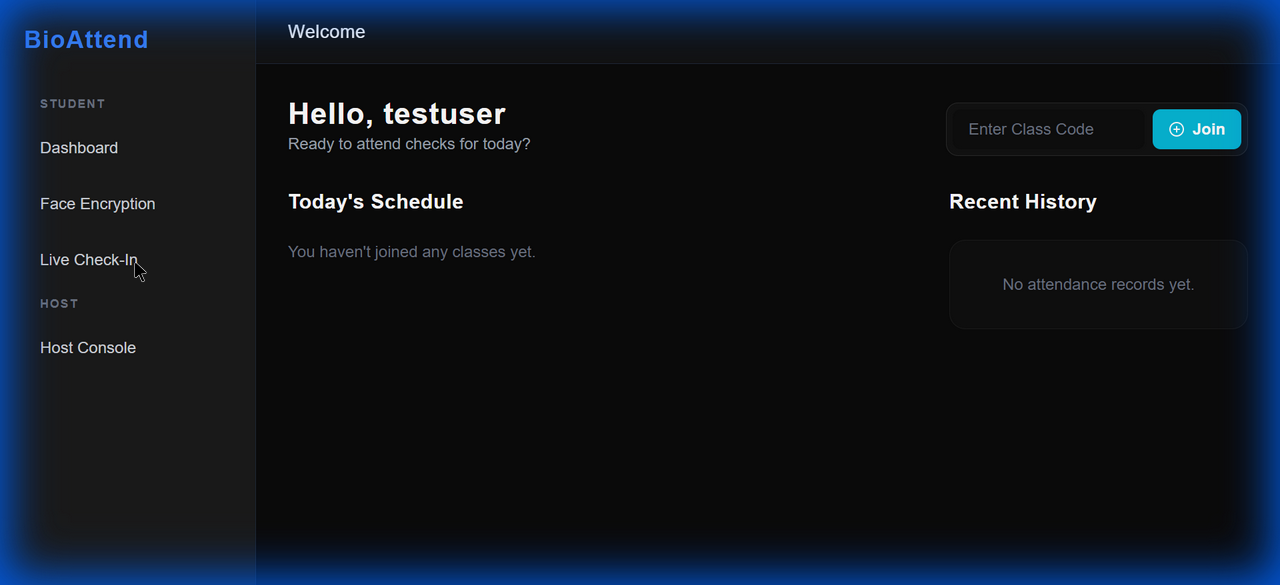 BioAttend
STUDENT
Dashboard
Face Encryption
Live Check-In
HOST
Host Console
Welcome
Hello, testuser
Ready to attend checks for today?
Enter Class Code
Join
Today's Schedule
You haven't joined any classes yet.
Recent History
No attendance records yet.